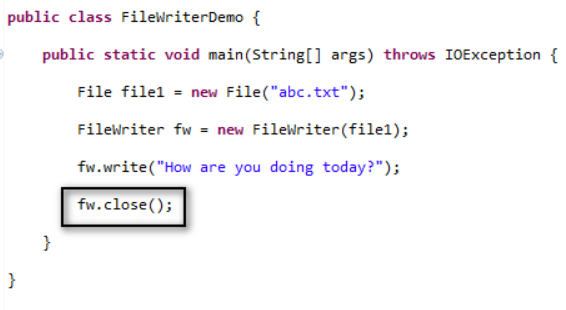 public class FileWriterDemo {
public static void main(String[] args) throws IOException {
File file1 = new File("abc.txt");
FileWriter fw = new FileWriter(file1);
fw.write("How are you doing today?");
fw.close();
}
}